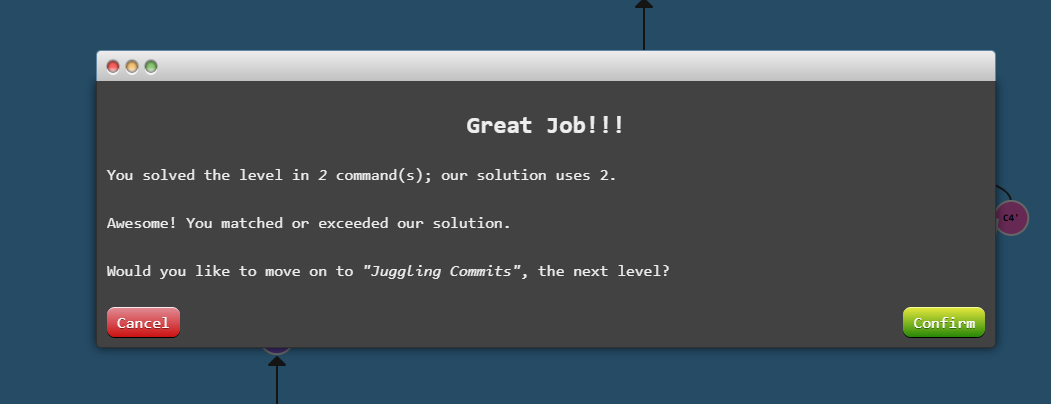 Great Job!!!
You solved the level in 2 command(s); our solution uses 2.
Awesome! You matched or exceeded our solution.
C4'
Would you like to move on to "Juggling Commits", the next level?
Cancel
Confirm